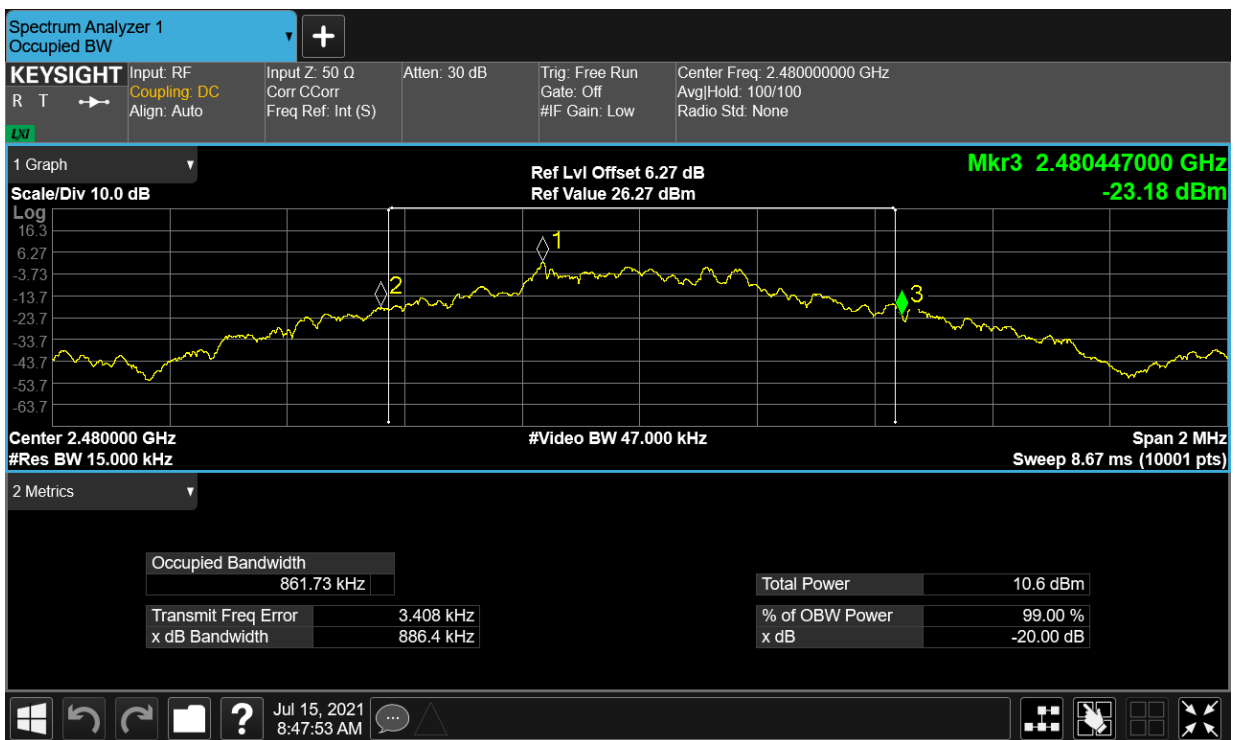 Spectrum Analyzer 1
Occupied BW
KEYSIGHT
R T
LXI
Input: RF
Coupling: DC
Align: Auto
Input Z: 50 Ω
Corr CCorr
Freq Ref: Int (S)
Atten: 30 dB
Trig: Free Run
Gate: Off
#IF Gain: Low
Center Freq: 2.480000000 GHz
Avg|Hold: 100/100
Radio Std: None
1 Graph
Scale/Div 10.0 dB
Ref Lvl Offset 6.27 dB
Ref Value 26.27 dBm
Mkr3 2.480447000 GHz
-23.18 dBm
Log
16.3
6.27
-3.73
-13.7
-23.7
-33.7
-43.7
-53.7
-63.7
1
2
3
Center 2.480000 GHz
#Res BW 15.000 kHz
#Video BW 47.000 kHz
Span 2 MHz
Sweep 8.67 ms (10001 pts)
2 Metrics
Occupied Bandwidth
861.73 kHz
Transmit Freq Error 3.408 kHz
x dB Bandwidth 886.4 kHz
Total Power 10.6 dBm
% of OBW Power 99.00 %
x dB -20.00 dB
?
Jul 15, 2021
8:47:53 AM